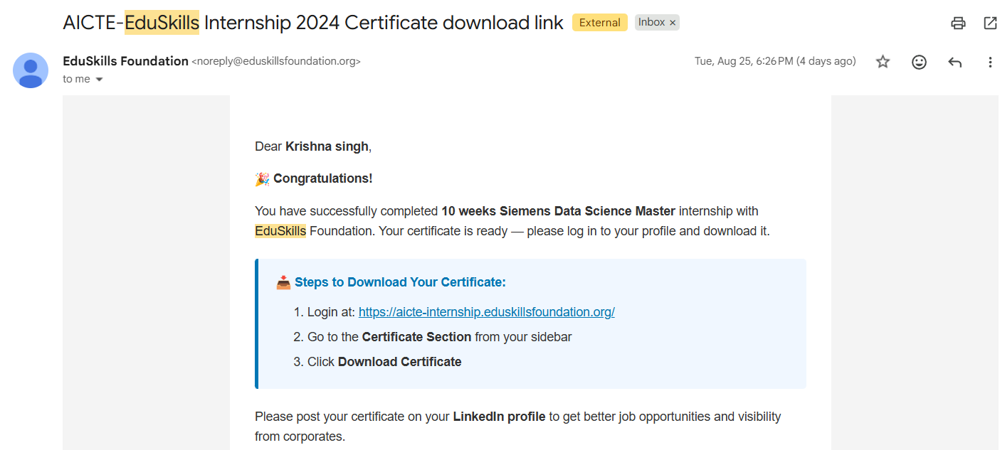 AICTE-EduSkills Internship 2024 Certificate download link External Inbox ×
EduSkills Foundation <noreply@eduskillsfoundation.org> Tue, Aug 25, 6:26 PM (4 days ago)
to me
Dear Krishna singh,
🎉 Congratulations!
You have successfully completed 10 weeks Siemens Data Science Master internship with
EduSkills Foundation. Your certificate is ready — please log in to your profile and download it.
📥 Steps to Download Your Certificate:
1. Login at: https://aicte-internship.eduskillsfoundation.org/
2. Go to the Certificate Section from your sidebar
3. Click Download Certificate
Please post your certificate on your LinkedIn profile to get better job opportunities and visibility
from corporates.